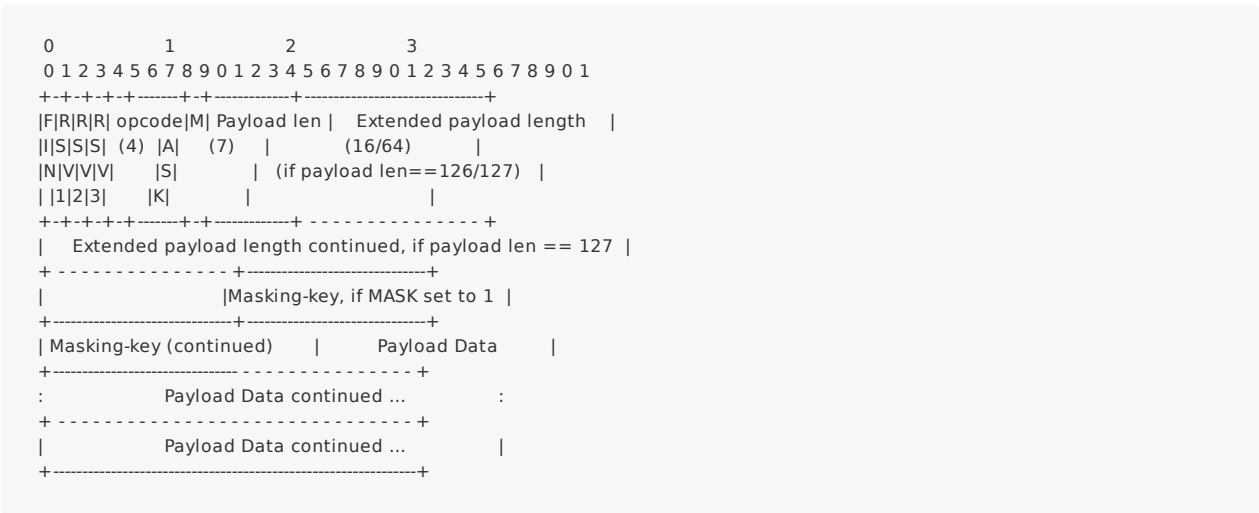 0 1 2 3
0 1 2 3 4 5 6 7 8 9 0 1 2 3 4 5 6 7 8 9 0 1 2 3 4 5 6 7 8 9 0 1
+-+-+-+-+-------+-+-------------+-------------------------------+
|F|R|R|R| opcode|M| Payload len | Extended payload length |
|I|S|S|S| (4) |A| (7) | (16/64) |
|N|V|V|V| |S| | (if payload len==126/127) |
| |1|2|3| |K| | |
+-+-+-+-+-------+-+-------------+ - - - - - - - - - - - - - - - +
| Extended payload length continued, if payload len == 127 |
+ - - - - - - - - - - - - - - - +-------------------------------+
| |Masking-key, if MASK set to 1 |
+-------------------------------+-------------------------------+
| Masking-key (continued) | Payload Data |
+-------------------------------- - - - - - - - - - - - - - - - +
: Payload Data continued ... :
+ - - - - - - - - - - - - - - - - - - - - - - - - - - - - - - - +
| Payload Data continued ... |
+---------------------------------------------------------------+